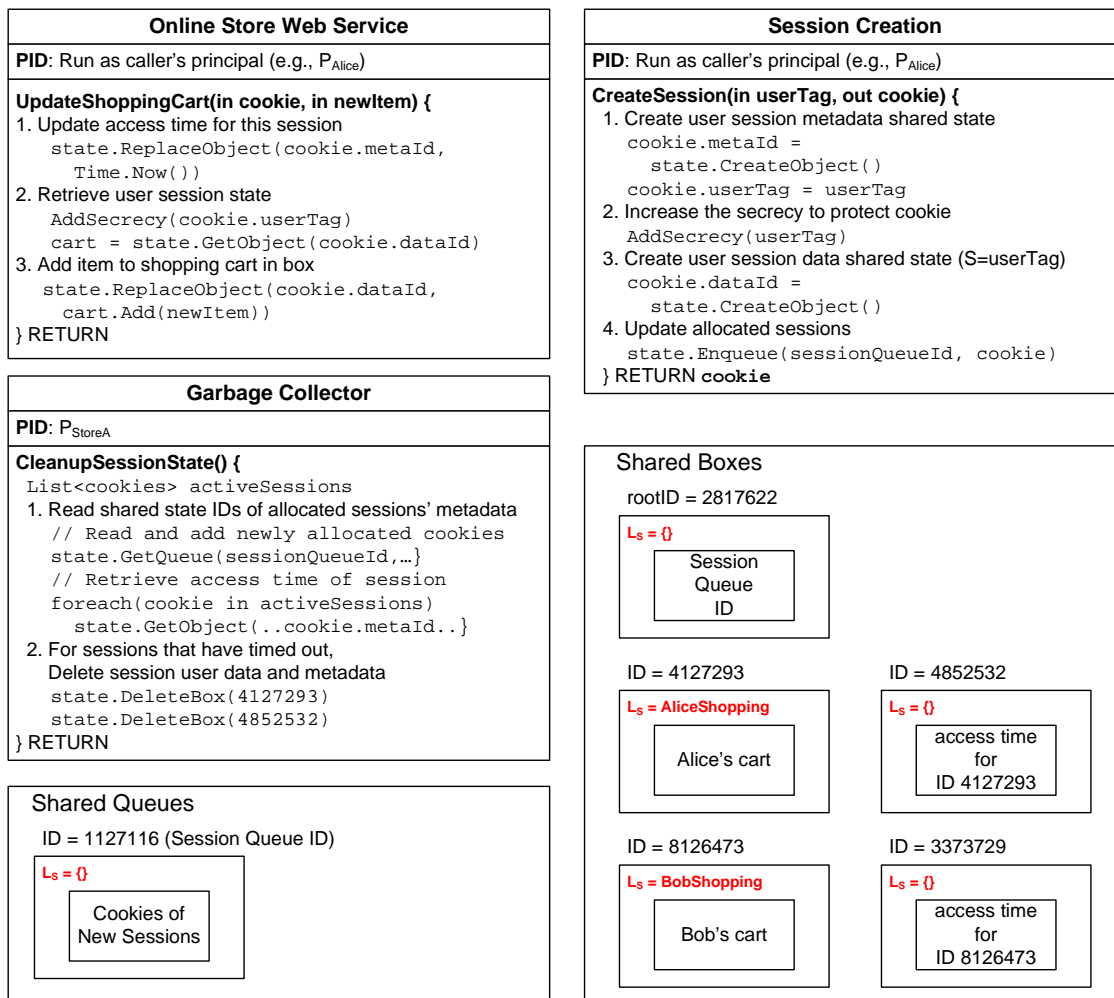 Online Store Web Service
PID: Run as caller's principal (e.g., P_Alice)
UpdateShoppingCart(in cookie, in newItem) {
1. Update access time for this session
state.ReplaceObject(cookie.metaId,
Time.Now())
2. Retrieve user session state
AddSecrecy(cookie.userTag)
cart = state.GetObject(cookie.dataId)
3. Add item to shopping cart in box
state.ReplaceObject(cookie.dataId,
cart.Add(newItem))
} RETURN
Session Creation
PID: Run as caller's principal (e.g., P_Alice)
CreateSession(in userTag, out cookie) {
1. Create user session metadata shared state
cookie.metaId =
state.CreateObject()
cookie.userTag = userTag
2. Increase the secrecy to protect cookie
AddSecrecy(userTag)
3. Create user session data shared state (S=userTag)
cookie.dataId =
state.CreateObject()
4. Update allocated sessions
state.Enqueue(sessionQueueId, cookie)
} RETURN cookie
Garbage Collector
PID: P_StoreA
CleanupSessionState() {
List<cookies> activeSessions
1. Read shared state IDs of allocated sessions' metadata
// Read and add newly allocated cookies
state.GetQueue(sessionQueueId,…}
// Retrieve access time of session
foreach(cookie in activeSessions)
state.GetObject(..cookie.metaId..}
2. For sessions that have timed out,
Delete session user data and metadata
state.DeleteBox(4127293)
state.DeleteBox(4852532)
} RETURN
Shared Queues
ID = 1127116 (Session Queue ID)
L_S = {}
Cookies of
New Sessions
Shared Boxes
rootID = 2817622
L_S = {}
Session
Queue
ID
ID = 4127293
L_S = AliceShopping
Alice's cart
ID = 4852532
L_S = {}
access time
for
ID 4127293
ID = 8126473
L_S = BobShopping
Bob's cart
ID = 3373729
L_S = {}
access time
for
ID 8126473